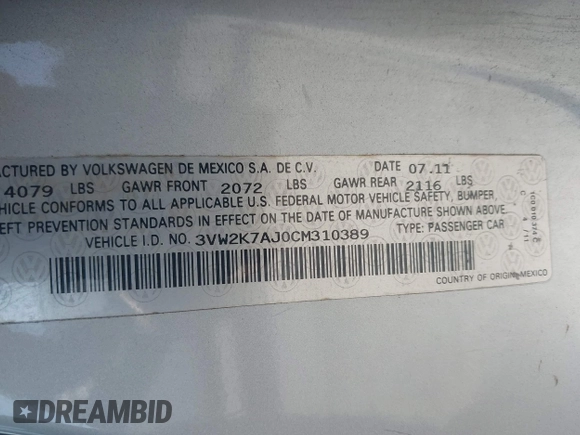 ACTURED BY VOLKSWAGEN DE MEXICO S.A. DE C.V. DATE 07.11
4079 LBS GAWR FRONT 2072 LBS GAWR REAR 2116 LBS
HICLE CONFORMS TO ALL APPLICABLE U.S. FEDERAL MOTOR VEHICLE SAFETY, BUMPER,
EFT PREVENTION STANDARDS IN EFFECT ON THE DATE OF MANUFACTURE SHOWN ABOVE.
VEHICLE I.D. NO. 3VW2K7AJ0CM310389 TYPE: PASSENGER CAR
COUNTRY OF ORIGIN: MEXICO
DREAMBID